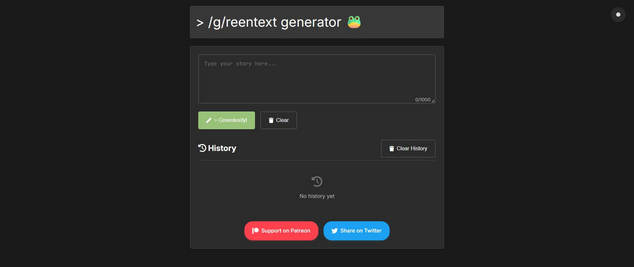 > /g/reentext generator
Type your story here...
0/1000
Clear
History
Clear History
No history yet
Support on Patreon
Share on Twitter